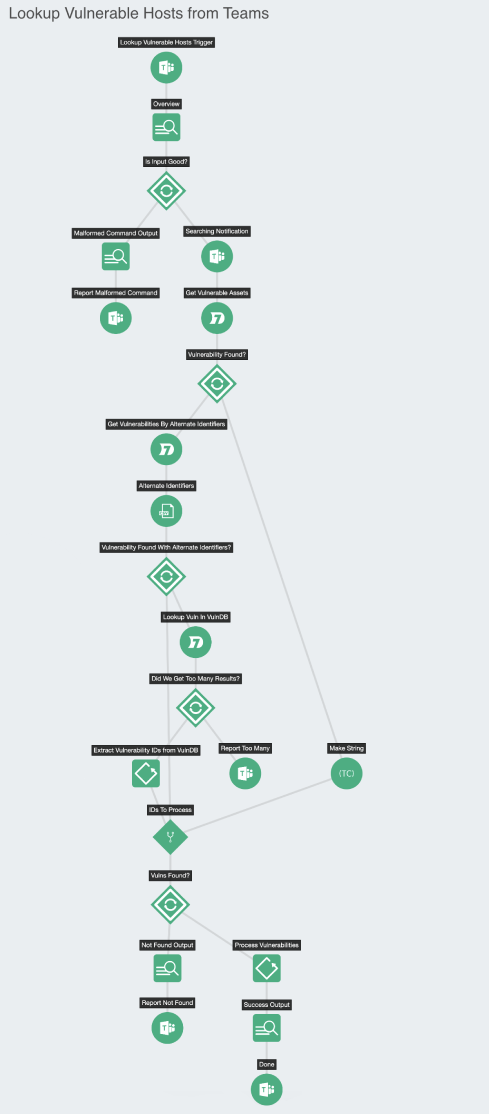 Lookup Vulnerable Hosts from Teams
Lookup Vulnerable Hosts Trigger
Overview
Is Input Good?
Malformed Command Output
Searching Notification
Report Malformed Command
Get Vulnerable Assets
Vulnerability Found?
Get Vulnerabilities By Alternate Identifiers
Alternate Identifiers
Vulnerability Found With Alternate Identifiers?
Lookup Vuln In VulnDB
Did We Get Too Many Results?
Extract Vulnerability IDs from VulnDB
Report Too Many
Make String
(TC)
IDs To Process
Vulns Found?
Not Found Output
Process Vulnerabilities
Report Not Found
Success Output
Done